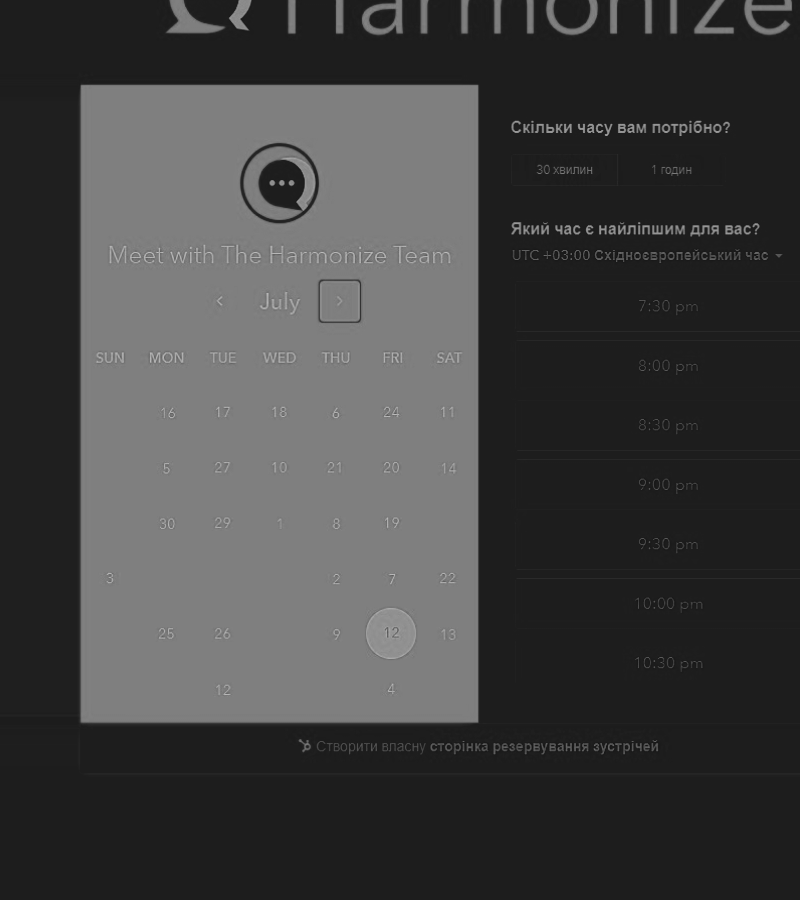 Harmonize
Meet with The Harmonize Team
July
SUN MON TUE WED THU FRI SAT
16 17 18 6 24 11
5 27 10 21 20 14
30 29 1 8 19
3 2 7 22
25 26 9 12 13
12 4
Скільки часу вам потрібно?
30 хвилин 1 годин
Який час є найліпшим для вас?
UTC +03:00 Східноєвропейський час
7:30 pm
8:00 pm
8:30 pm
9:00 pm
9:30 pm
10:00 pm
10:30 pm
Створити власну сторінка резервування зустрічей